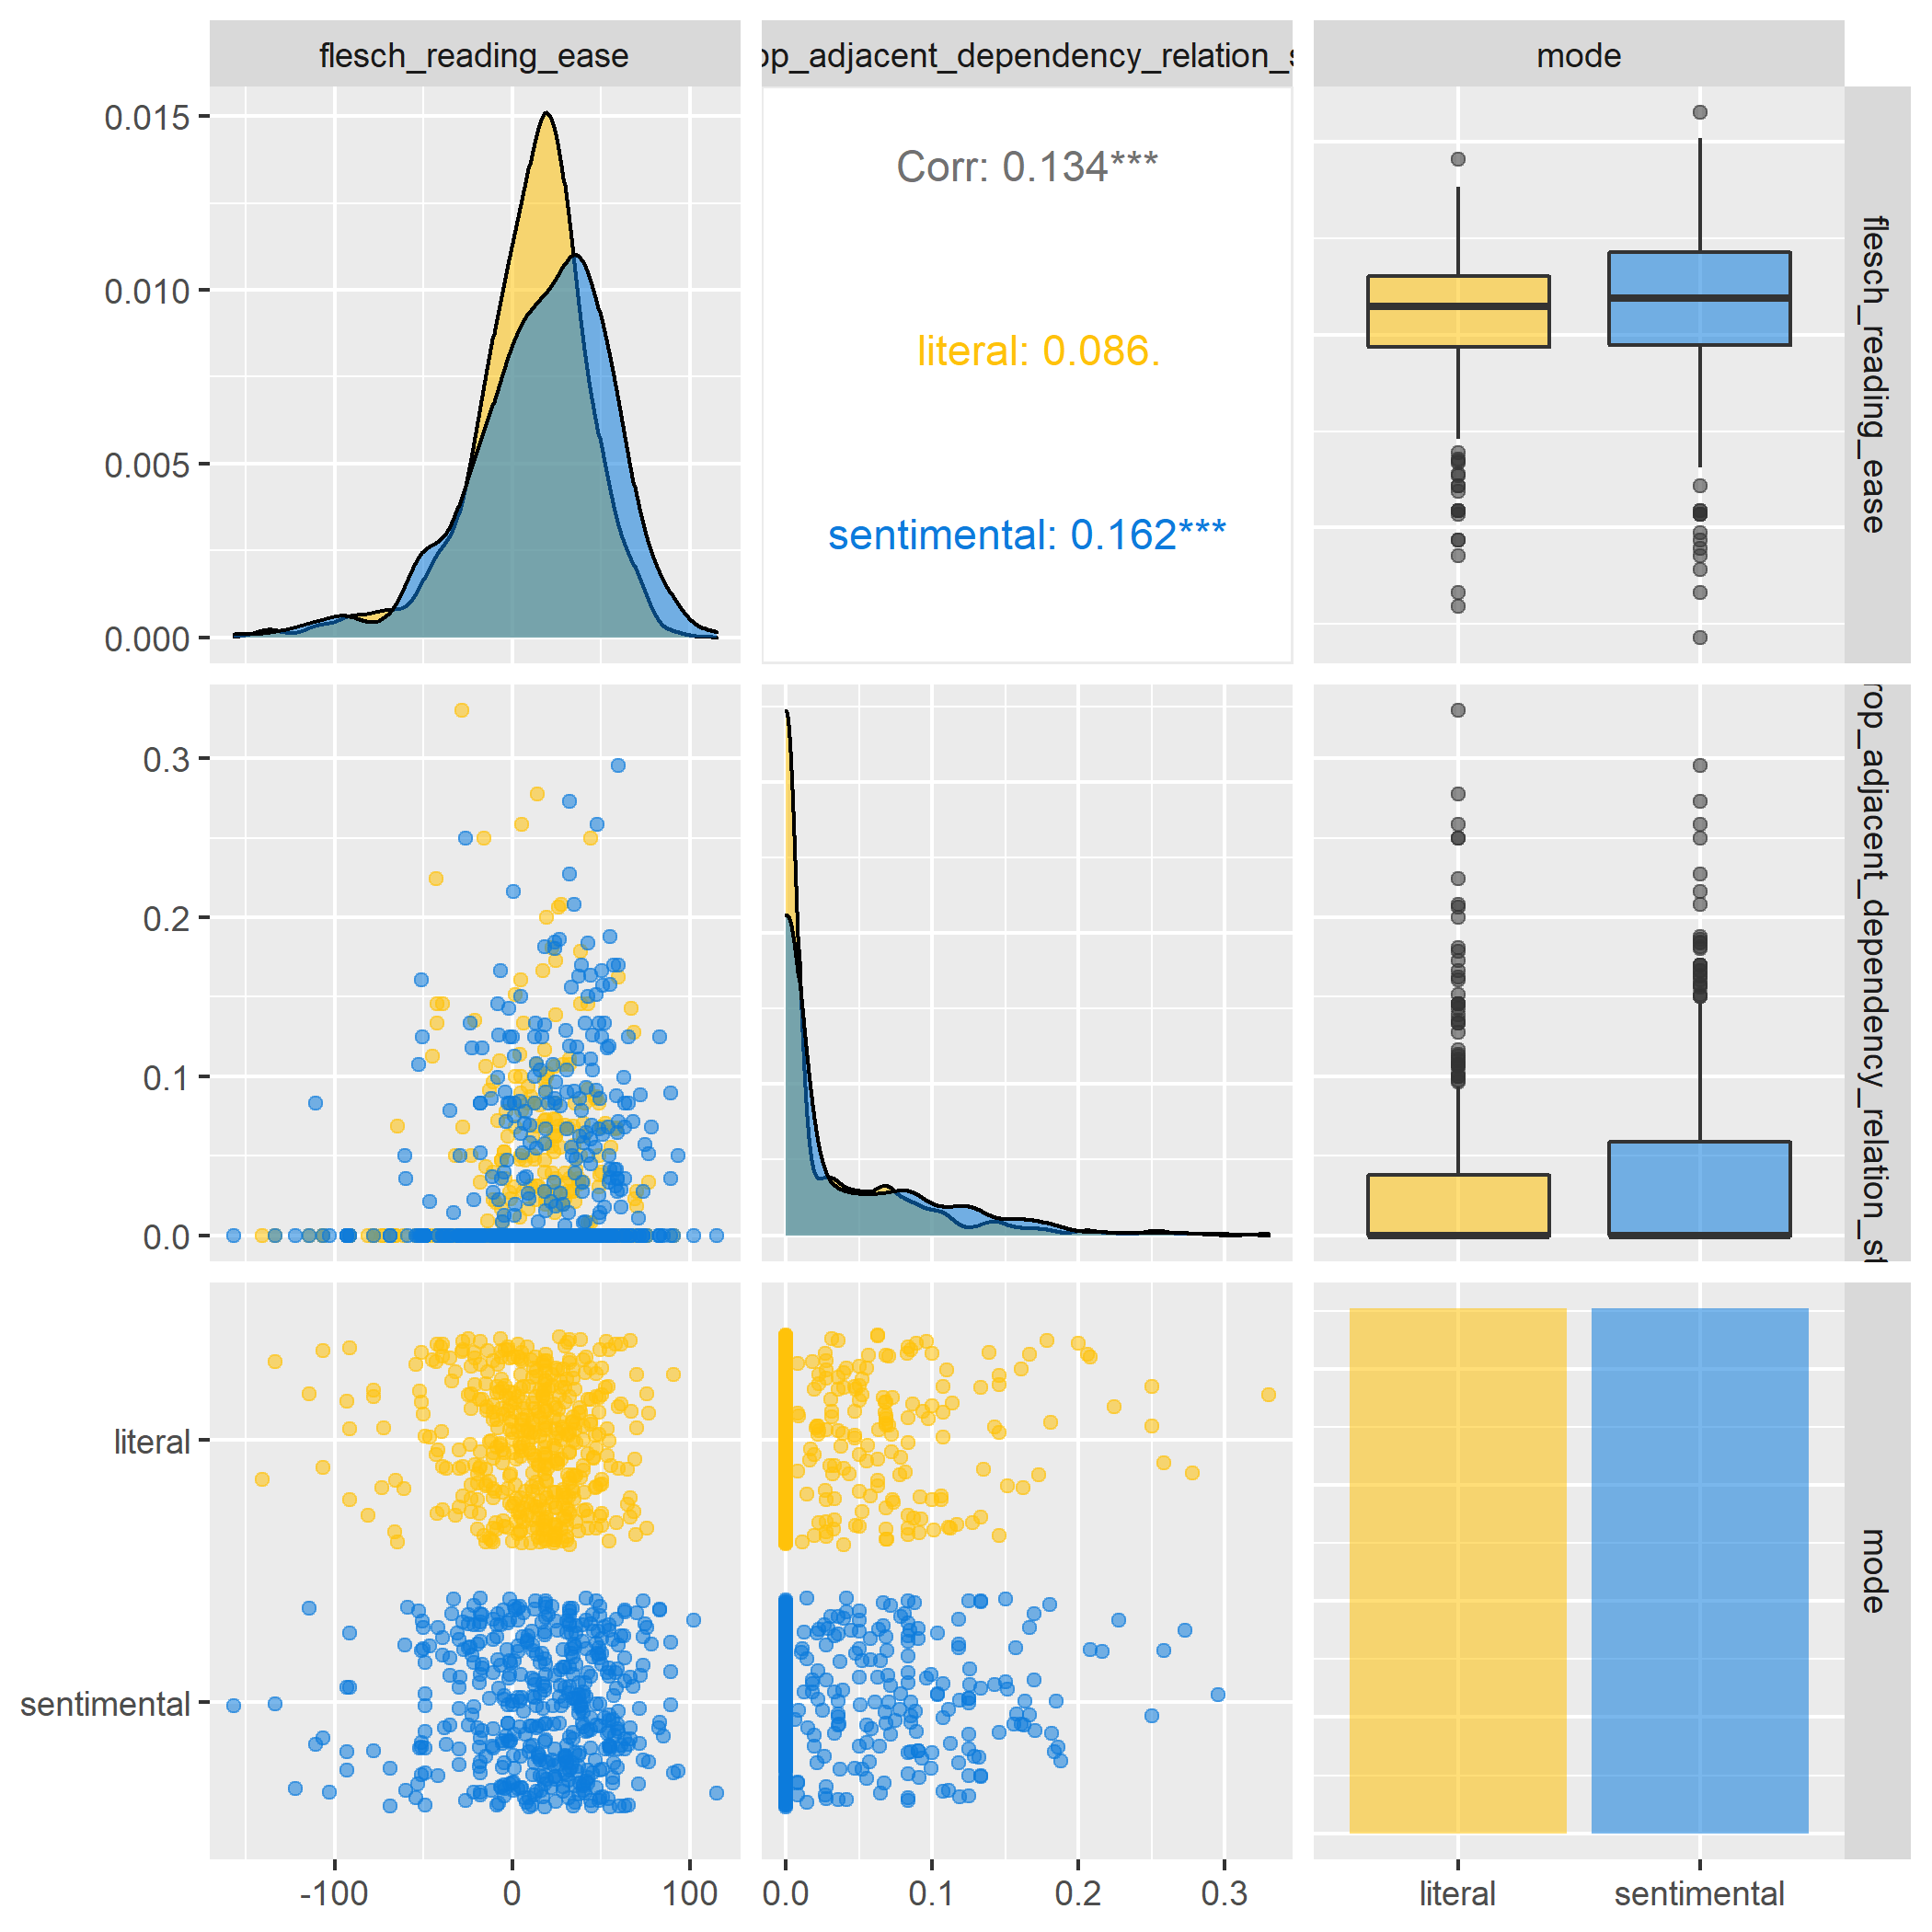 flesch_reading_ease
op_adjacent_dependency_relation_s
mode
0.015
0.010
0.005
0.000
Corr: 0.134***
literal: 0.086.
sentimental: 0.162***
flesch_reading_ease
0.3
0.2
0.1
0.0
rop_adjacent_dependency_relation_st
literal
sentimental
mode
-100 0 100
0.0 0.1 0.2 0.3
literal sentimental